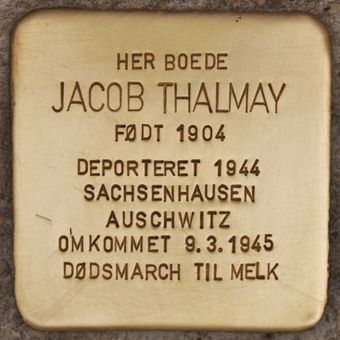 HER BOEDE
JACOB THALMAY
FØDT 1904
DEPORTERET 1944
SACHSENHAUSEN
AUSCHWITZ
OMKOMMET 9.3.1945
DØDSMARCH TIL MELK